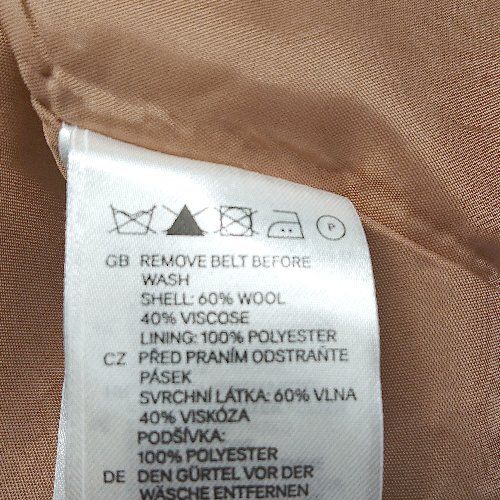 P
GB REMOVE BELT BEFORE
WASH
SHELL: 60% WOOL
40% VISCOSE
LINING: 100% POLYESTER
CZ PŘED PRANÍM ODSTRAŇTE
PÁSEK
SVRCHNÍ LÁTKA: 60% VLNA
40% VISKÓZA
PODŠÍVKA:
100% POLYESTER
DE DEN GÜRTEL VOR DER
WÄSCHE ENTFERNEN